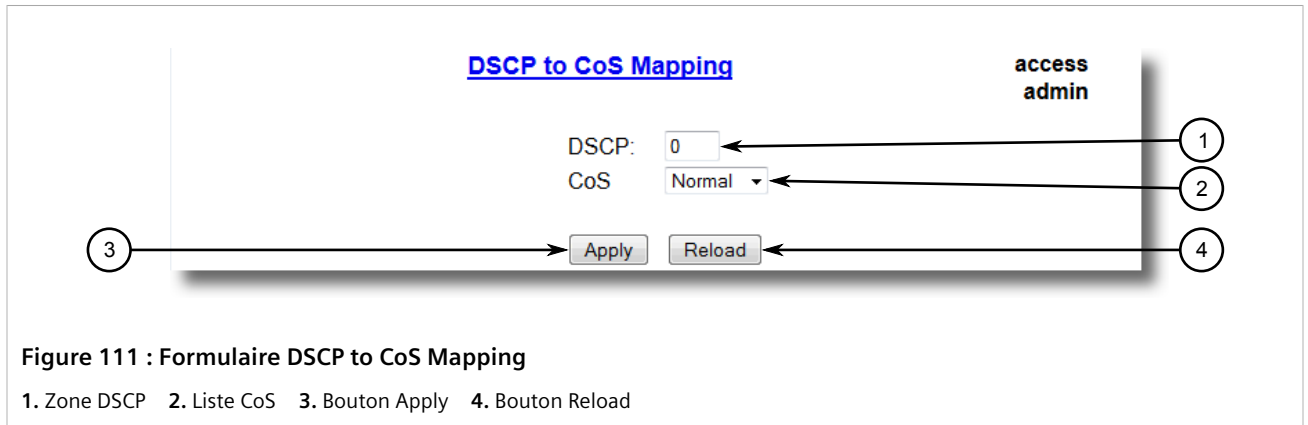 DSCP to CoS Mapping
access
admin
DSCP: 0
1
CoS Normal
2
3
Apply Reload
4
Figure 111 : Formulaire DSCP to CoS Mapping
1. Zone DSCP 2. Liste CoS 3. Bouton Apply 4. Bouton Reload